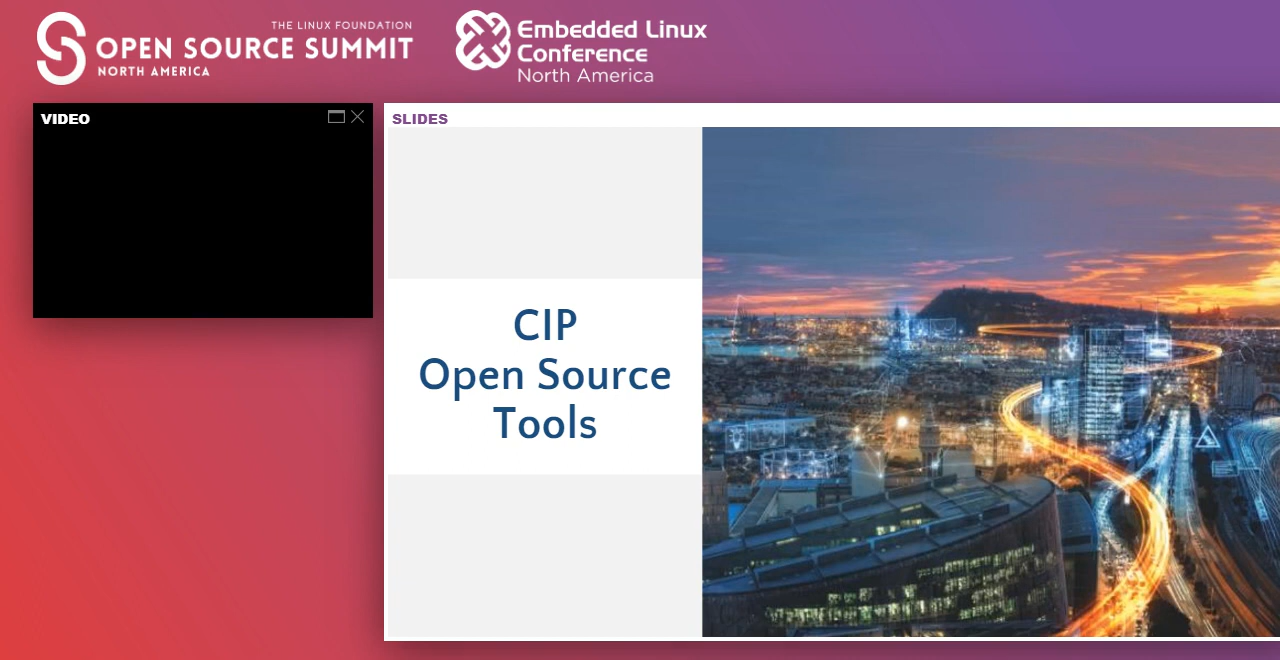 THE LINUX FOUNDATION
OPEN SOURCE SUMMIT
NORTH AMERICA
Embedded Linux
Conference
North America
VIDEO
SLIDES
CIP
Open Source
Tools